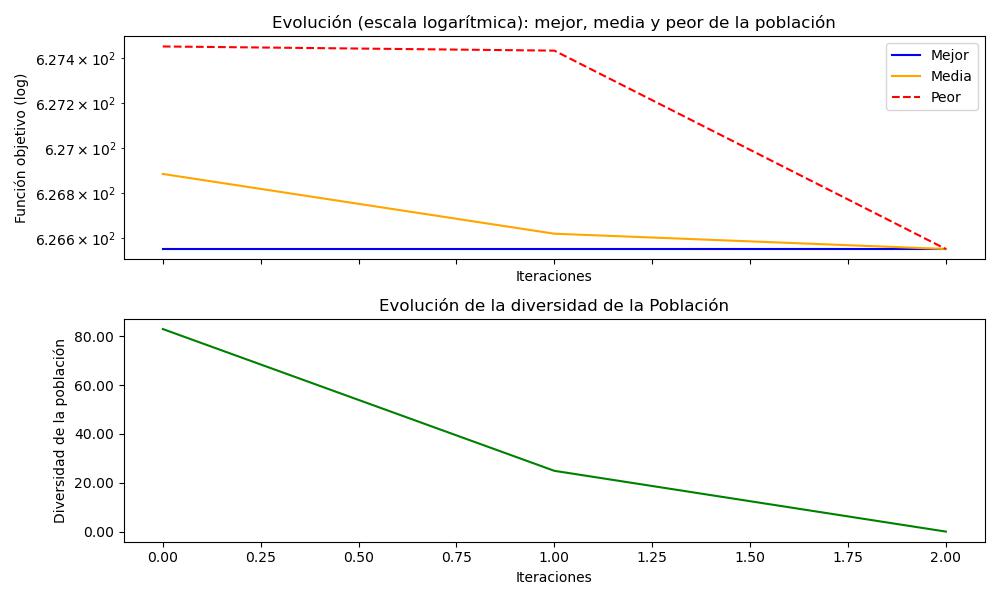 Evolución (escala logarítmica): mejor, media y peor de la población
Función objetivo (log)
6.274 × 10²
6.272 × 10²
6.27 × 10²
6.268 × 10²
6.266 × 10²
Mejor
Media
Peor
Iteraciones
Evolución de la diversidad de la Población
Diversidad de la población
80.00
60.00
40.00
20.00
0.00
0.00 0.25 0.50 0.75 1.00 1.25 1.50 1.75 2.00
Iteraciones